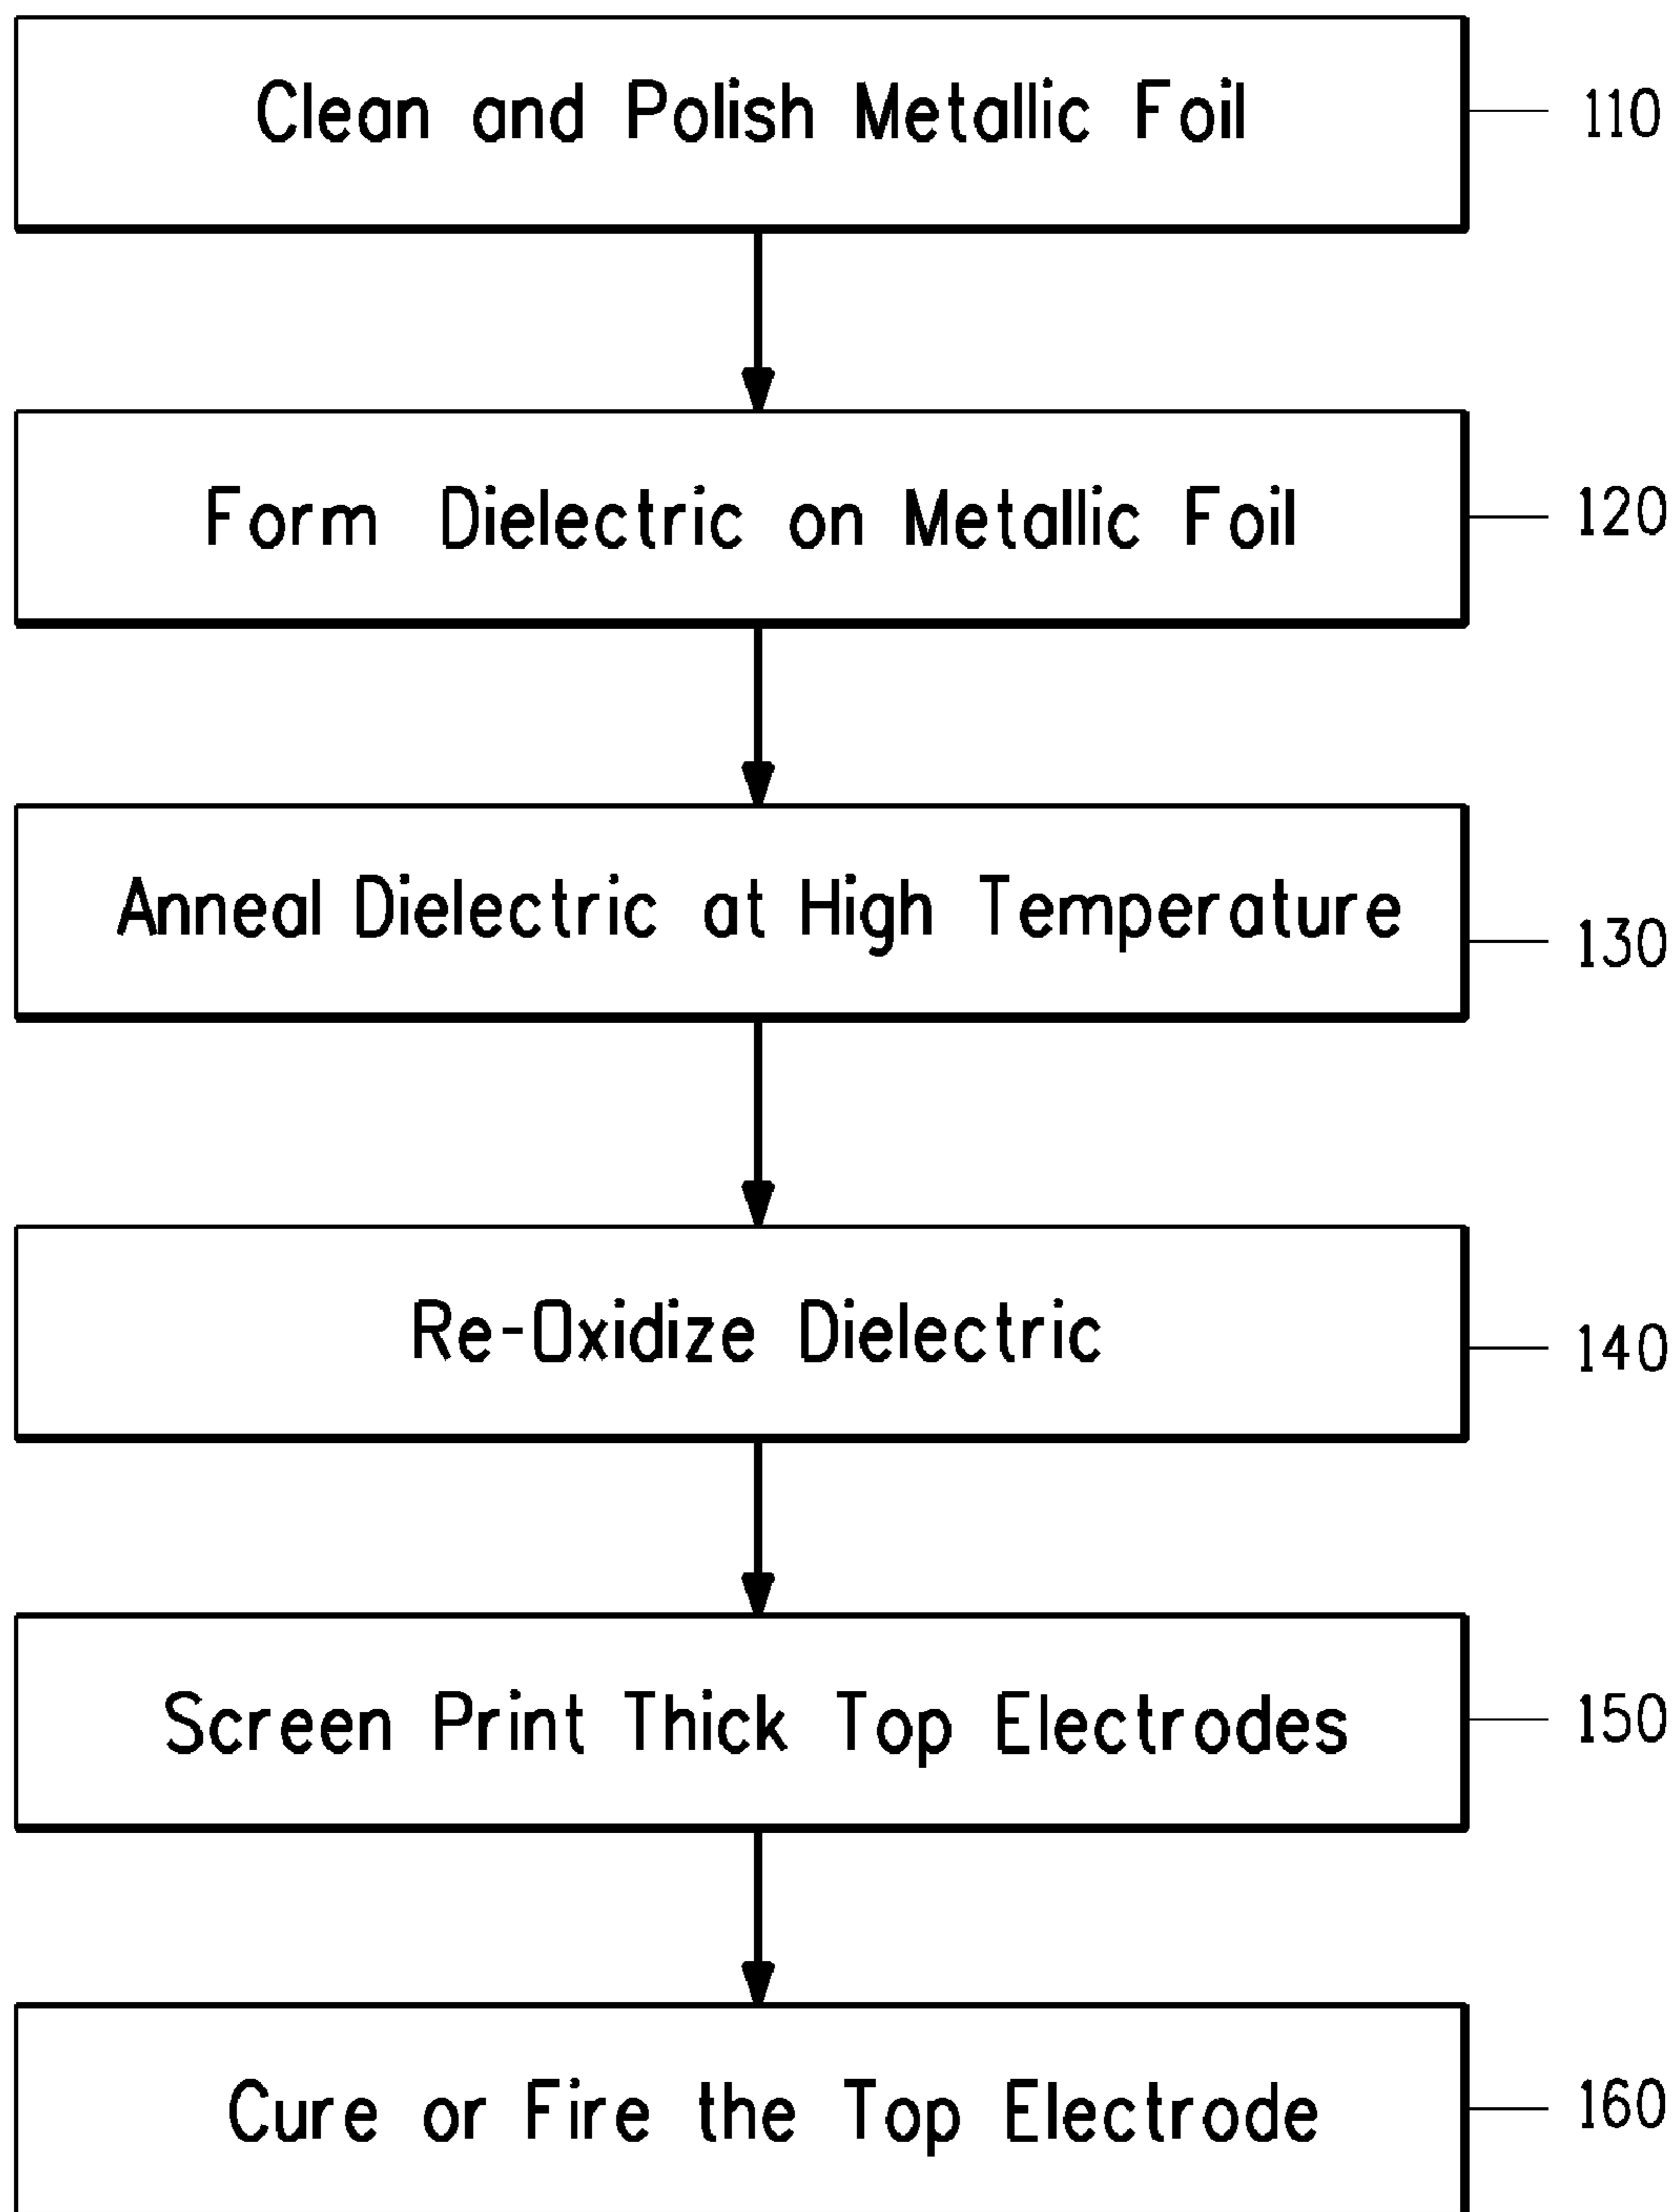 Clean and Polish Metallic Foil
110
Form Dielectric on Metallic Foil
120
Anneal Dielectric at High Temperature
130
Re-Oxidize Dielectric
140
Screen Print Thick Top Electrodes
150
Cure or Fire the Top Electrode
160